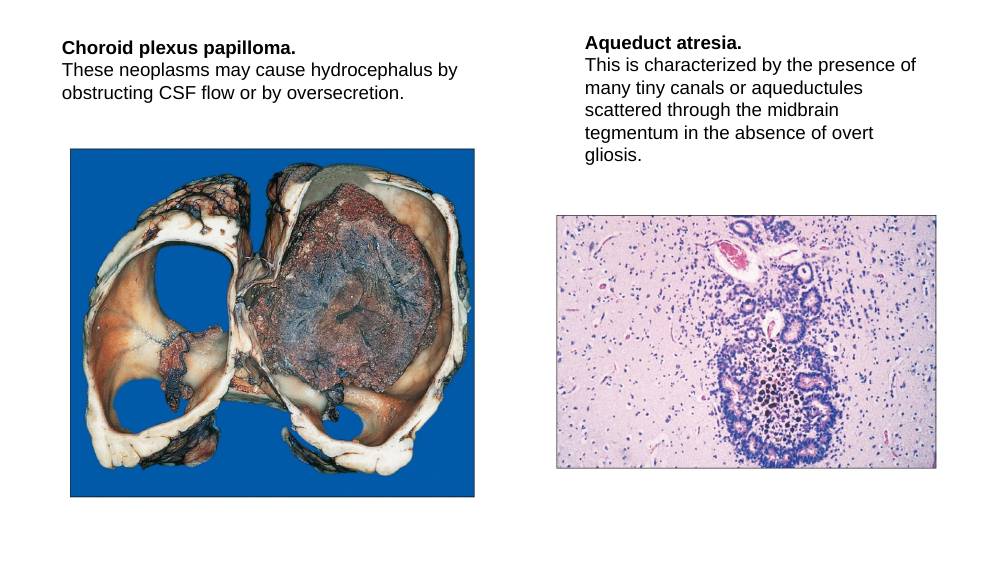 Choroid plexus papilloma.
These neoplasms may cause hydrocephalus by
obstructing CSF flow or by oversecretion.
Aqueduct atresia.
This is characterized by the presence of
many tiny canals or aqueductules
scattered through the midbrain
tegmentum in the absence of overt
gliosis.